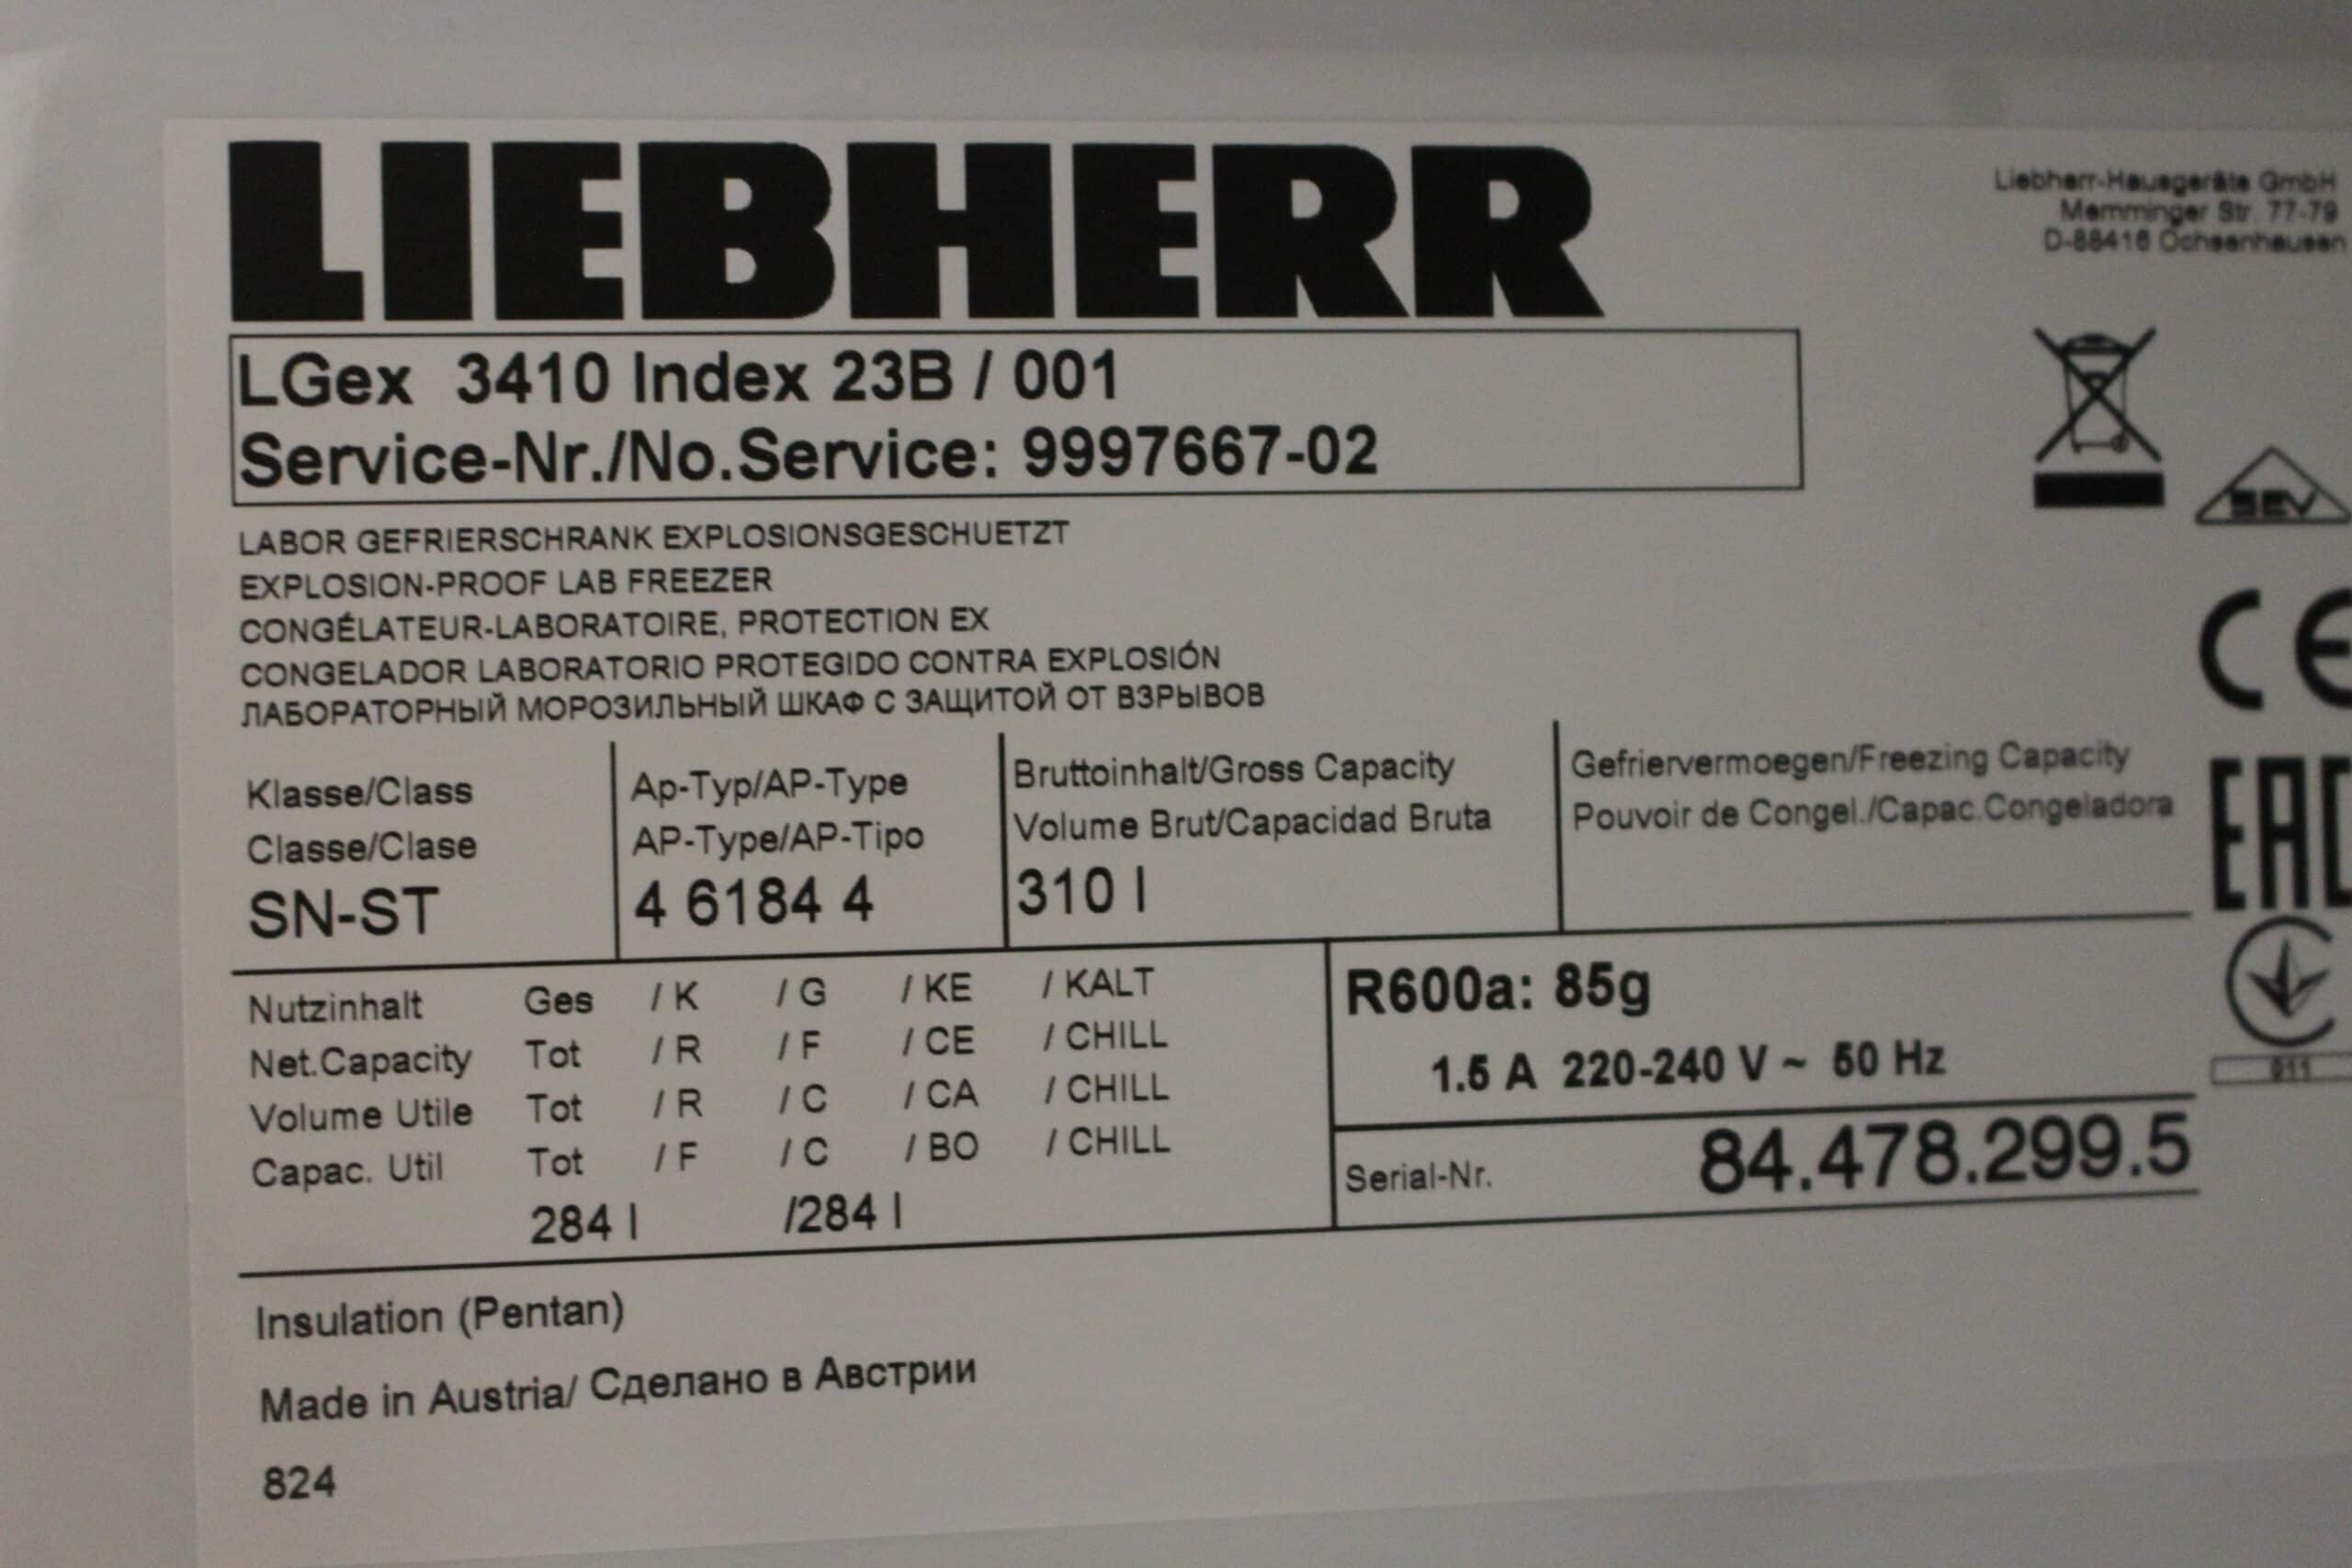 LIEBHERR
Liebherr-Hausgeräte GmbH
Memminger Str. 77-79
D-88416 Ochsenhausen
LGex 3410 Index 23B / 001
Service-Nr./No.Service: 9997667-02
SEV
LABOR GEFRIERSCHRANK EXPLOSIONSGESCHUETZT
EXPLOSION-PROOF LAB FREEZER
CONGÉLATEUR-LABORATOIRE, PROTECTION EX
CONGELADOR LABORATORIO PROTEGIDO CONTRA EXPLOSIÓN
ЛАБОРАТОРНЫЙ МОРОЗИЛЬНЫЙ ШКАФ С ЗАЩИТОЙ ОТ ВЗРЫВОВ
CE
Klasse/Class
Classe/Clase
SN-ST
Ap-Typ/AP-Type
AP-Type/AP-Tipo
4 6184 4
Bruttoinhalt/Gross Capacity
Volume Brut/Capacidad Bruta
310 l
Gefriervermoegen/Freezing Capacity
Pouvoir de Congel./Capac.Congeladora
EAC
Nutzinhalt Ges / K / G / KE / KALT
Net.Capacity Tot / R / F / CE / CHILL
Volume Utile Tot / R / C / CA / CHILL
Capac. Util Tot / F / C / BO / CHILL
284 l /284 l
R600a: 85g
1.5 A 220-240 V ~ 50 Hz
011
Serial-Nr. 84.478.299.5
Insulation (Pentan)
Made in Austria/ Сделано в Австрии
824